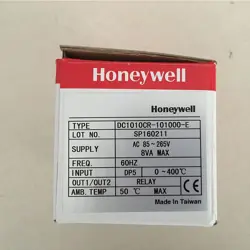 Honeywell
Honeywell
TYPE DC1010CR-101000-E
LOT NO. SP160211
SUPPLY AC 85~265V
8VA MAX
FREQ. 60HZ
INPUT DP5 0~400℃
OUT1/OUT2 RELAY
AMB.TEMP 50 ℃ MAX
Made in Taiwan